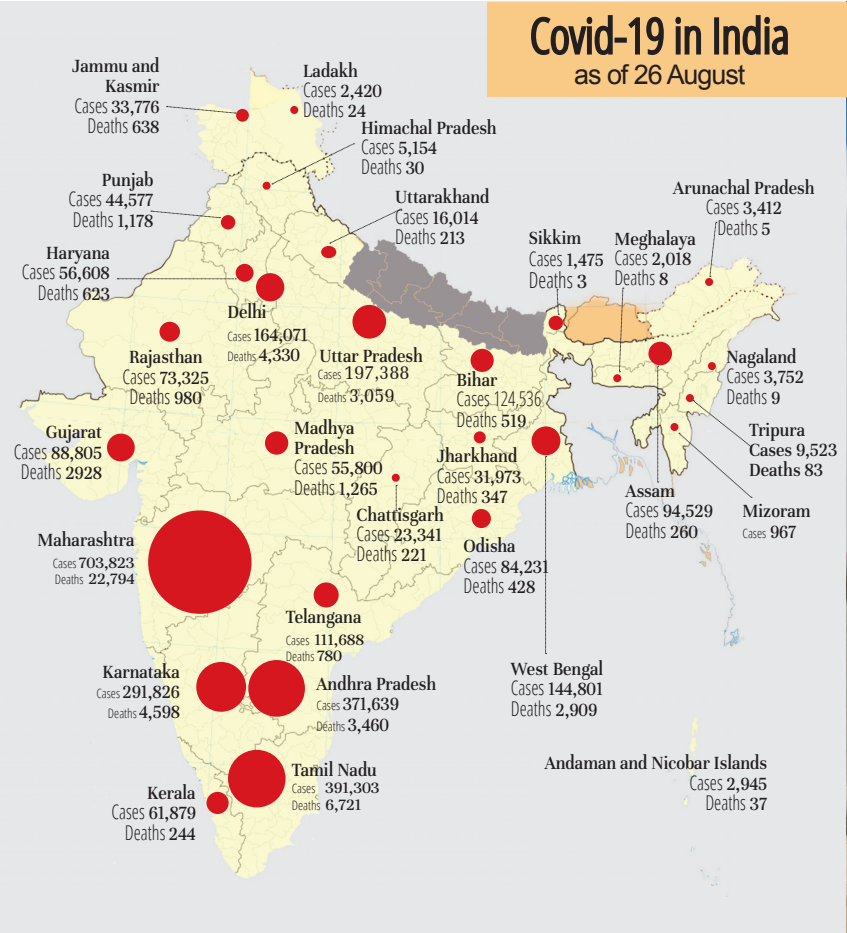 Covid-19 in India
as of 26 August
Jammu and
Kasmir
Cases 33,776
Deaths 638
Ladakh
Cases 2,420
Deaths 24
Himachal Pradesh
Cases 5,154
Deaths 30
Punjab
Cases 44,577
Deaths 1,178
Uttarakhand
Cases 16,014
Deaths 213
Arunachal Pradesh
Cases 3,412
Deaths 5
Sikkim
Cases 1,475
Deaths 3
Meghalaya
Cases 2,018
Deaths 8
Haryana
Cases 56,608
Deaths 623
Delhi
Cases 164,071
Deaths 4,330
Rajasthan
Cases 73,325
Deaths 980
Uttar Pradesh
Cases 197,388
Deaths 3,059
Bihar
Cases 124,536
Deaths 519
Nagaland
Cases 3,752
Deaths 9
Gujarat
Cases 88,805
Deaths 2928
Madhya
Pradesh
Cases 55,800
Deaths 1,265
Jharkhand
Cases 31,973
Deaths 347
Tripura
Cases 9,523
Deaths 83
Assam
Cases 94,529
Deaths 260
Mizoram
Cases 967
Chattisgarh
Cases 23,341
Deaths 221
Odisha
Cases 84,231
Deaths 428
Maharashtra
Cases 703,823
Deaths 22,794
Telangana
Cases 111,688
Deaths 780
Karnataka
Cases 291,826
Deaths 4,598
Andhra Pradesh
Cases 371,639
Deaths 3,460
West Bengal
Cases 144,801
Deaths 2,909
Tamil Nadu
Cases 391,303
Deaths 6,721
Kerala
Cases 61,879
Deaths 244
Andaman and Nicobar Islands
Cases 2,945
Deaths 37